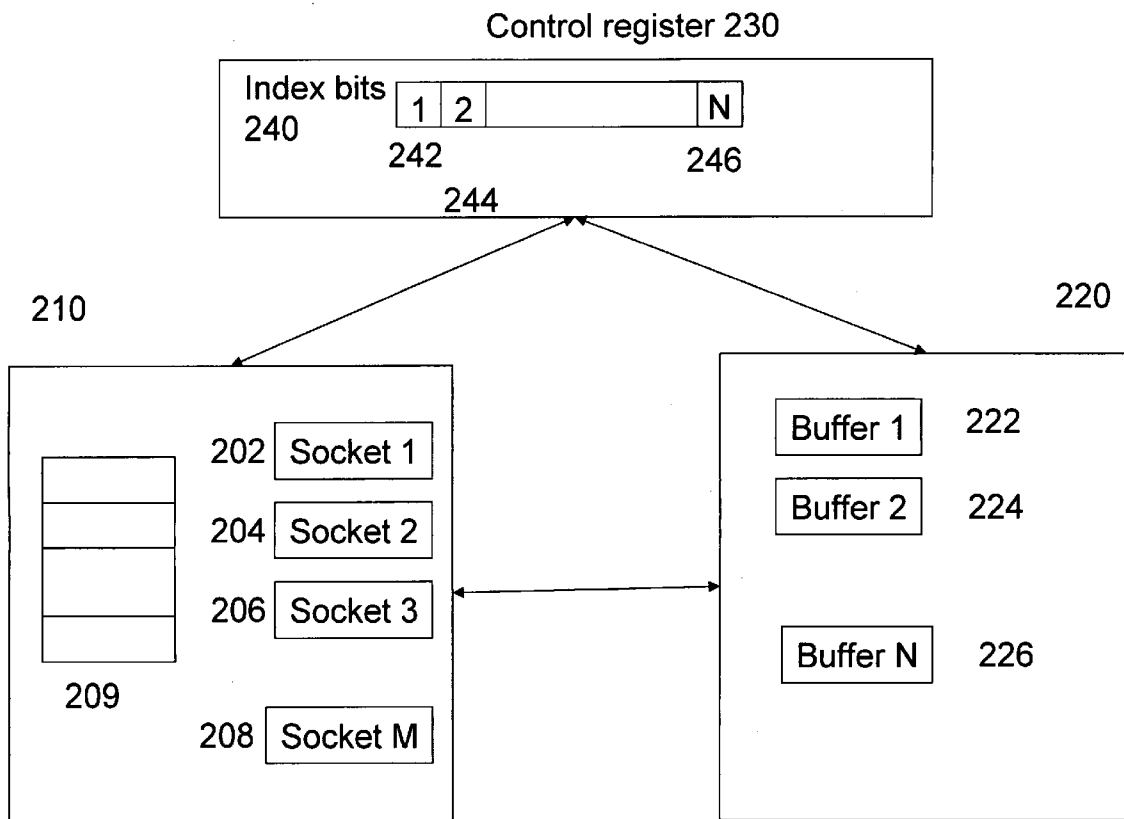 Control register 230
Index bits
240
1 2 N
242
246
244
210
220
202 Socket 1
204 Socket 2
206 Socket 3
209
208 Socket M
Buffer 1 222
Buffer 2 224
Buffer N 226